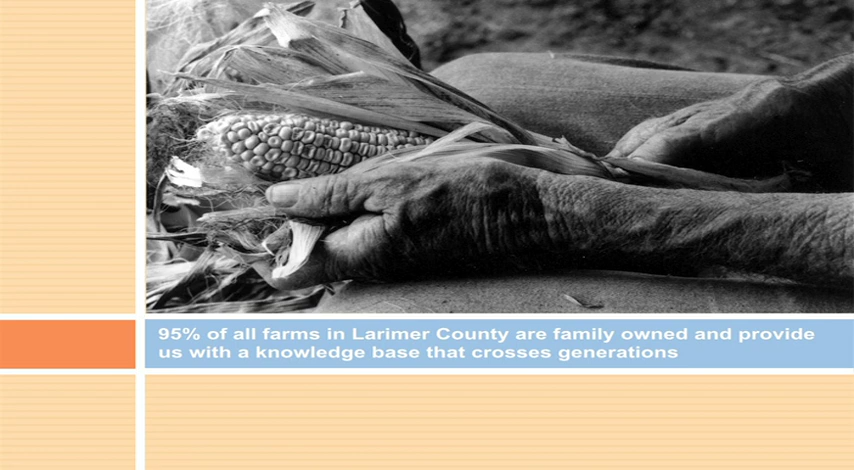 95% of all farms in Larimer County are family owned and provide
us with a knowledge base that crosses generations